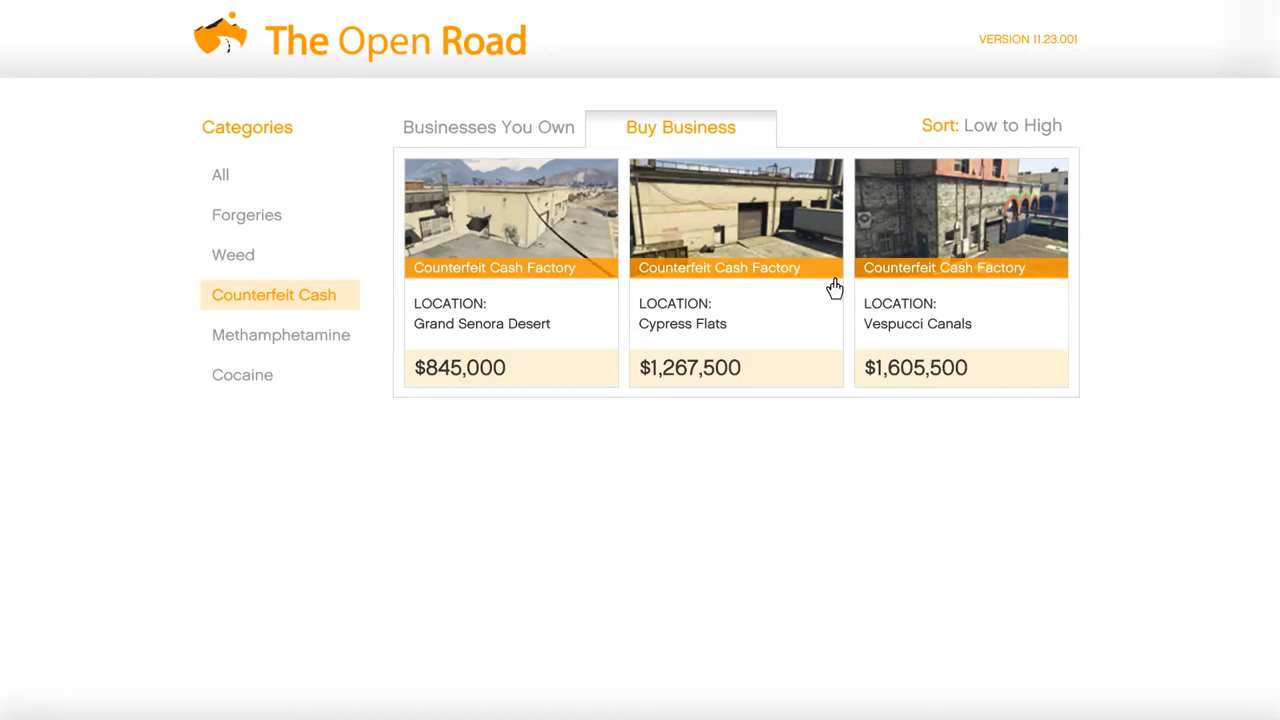 The Open Road
VERSION 11.23.001
Categories
All
Forgeries
Weed
Counterfeit Cash
Methamphetamine
Cocaine
Businesses You Own
Buy Business
Sort: Low to High
Counterfeit Cash Factory
LOCATION:
Grand Senora Desert
$845,000
Counterfeit Cash Factory
LOCATION:
Cypress Flats
$1,267,500
Counterfeit Cash Factory
LOCATION:
Vespucci Canals
$1,605,500